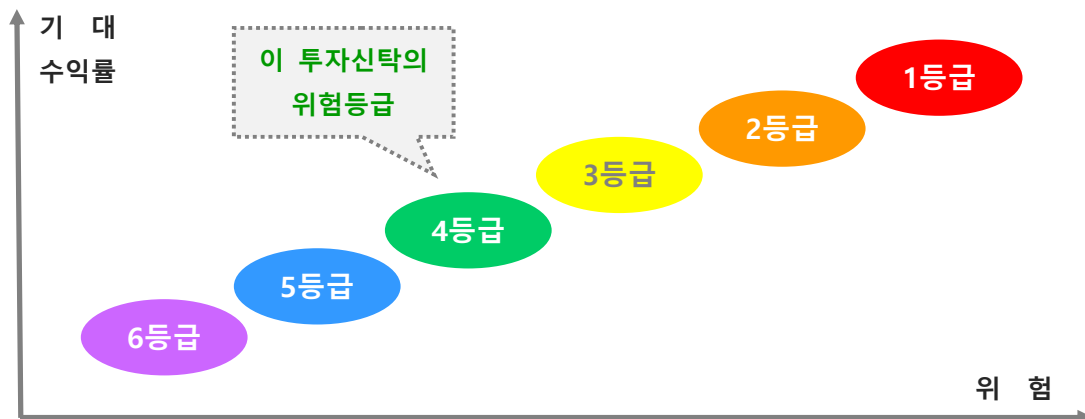 기 대
수익률
이 투자신탁의
위험등급
1등급
2등급
3등급
4등급
5등급
6등급
위 험